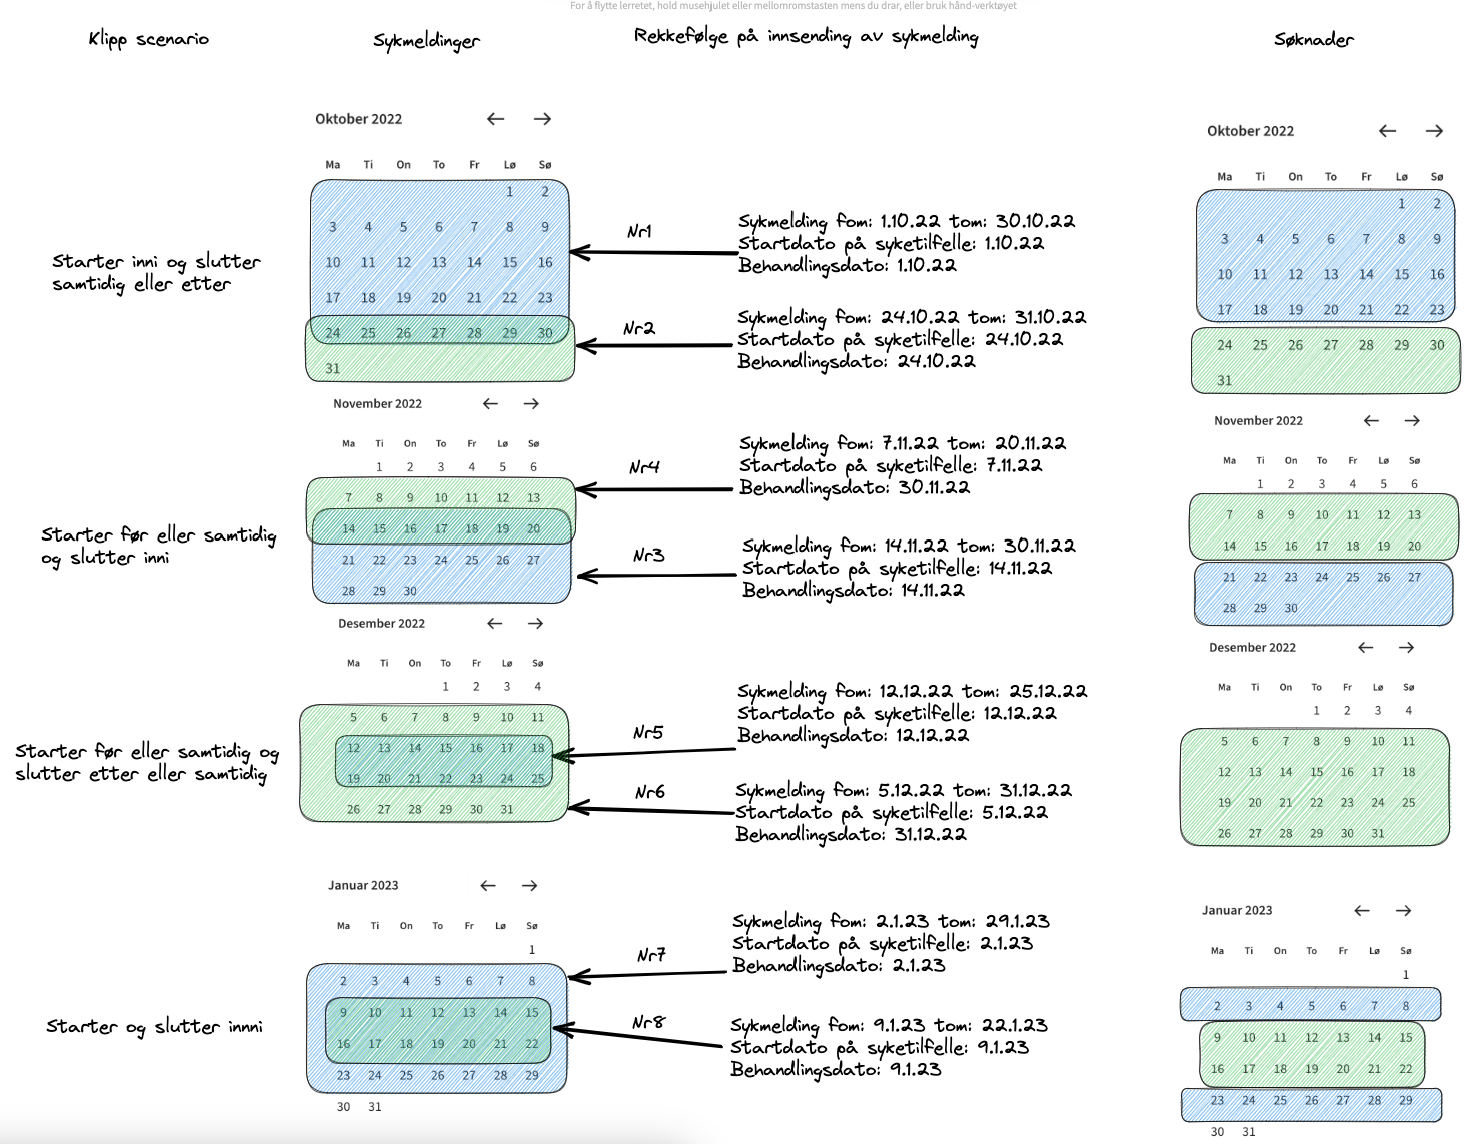 For å flytte lerretet, hold musehjulet eller mellomromstasten mens du drar, eller bruk hånd-verktøyet
Klipp scenario
Sykmeldinger
Rekkefølge på innsending av sykmelding
Søknader
Starter inni og slutter
samtidig eller etter
Oktober 2022 ← →
Ma Ti On To Fr Lø Sø
1 2
3 4 5 6 7 8 9
10 11 12 13 14 15 16
17 18 19 20 21 22 23
24 25 26 27 28 29 30
31
Nr1
Sykmelding fom: 1.10.22 tom: 30.10.22
Startdato på syketilfelle: 1.10.22
Behandlingsdato: 1.10.22
Nr2
Sykmelding fom: 24.10.22 tom: 31.10.22
Startdato på syketilfelle: 24.10.22
Behandlingsdato: 24.10.22
Oktober 2022 ← →
Ma Ti On To Fr Lø Sø
1 2
3 4 5 6 7 8 9
10 11 12 13 14 15 16
17 18 19 20 21 22 23
24 25 26 27 28 29 30
31
Starter før eller samtidig
og slutter inni
November 2022 ← →
Ma Ti On To Fr Lø Sø
1 2 3 4 5 6
7 8 9 10 11 12 13
14 15 16 17 18 19 20
21 22 23 24 25 26 27
28 29 30
Nr4
Sykmelding fom: 7.11.22 tom: 20.11.22
Startdato på syketilfelle: 7.11.22
Behandlingsdato: 30.11.22
Nr3
Sykmelding fom: 14.11.22 tom: 30.11.22
Startdato på syketilfelle: 14.11.22
Behandlingsdato: 14.11.22
November 2022 ← →
Ma Ti On To Fr Lø Sø
1 2 3 4 5 6
7 8 9 10 11 12 13
14 15 16 17 18 19 20
21 22 23 24 25 26 27
28 29 30
Starter før eller samtidig og
slutter etter eller samtidig
Desember 2022 ← →
Ma Ti On To Fr Lø Sø
1 2 3 4
5 6 7 8 9 10 11
12 13 14 15 16 17 18
19 20 21 22 23 24 25
26 27 28 29 30 31
Nr5
Sykmelding fom: 12.12.22 tom: 25.12.22
Startdato på syketilfelle: 12.12.22
Behandlingsdato: 12.12.22
Nr6
Sykmelding fom: 5.12.22 tom: 31.12.22
Startdato på syketilfelle: 5.12.22
Behandlingsdato: 31.12.22
Desember 2022 ← →
Ma Ti On To Fr Lø Sø
1 2 3 4
5 6 7 8 9 10 11
12 13 14 15 16 17 18
19 20 21 22 23 24 25
26 27 28 29 30 31
Starter og slutter innni
Januar 2023 ← →
Ma Ti On To Fr Lø Sø
1
2 3 4 5 6 7 8
9 10 11 12 13 14 15
16 17 18 19 20 21 22
23 24 25 26 27 28 29
30 31
Nr7
Sykmelding fom: 2.1.23 tom: 29.1.23
Startdato på syketilfelle: 2.1.23
Behandlingsdato: 2.1.23
Nr8
Sykmelding fom: 9.1.23 tom: 22.1.23
Startdato på syketilfelle: 9.1.23
Behandlingsdato: 9.1.23
Januar 2023 ← →
Ma Ti On To Fr Lø Sø
1
2 3 4 5 6 7 8
9 10 11 12 13 14 15
16 17 18 19 20 21 22
23 24 25 26 27 28 29
30 31